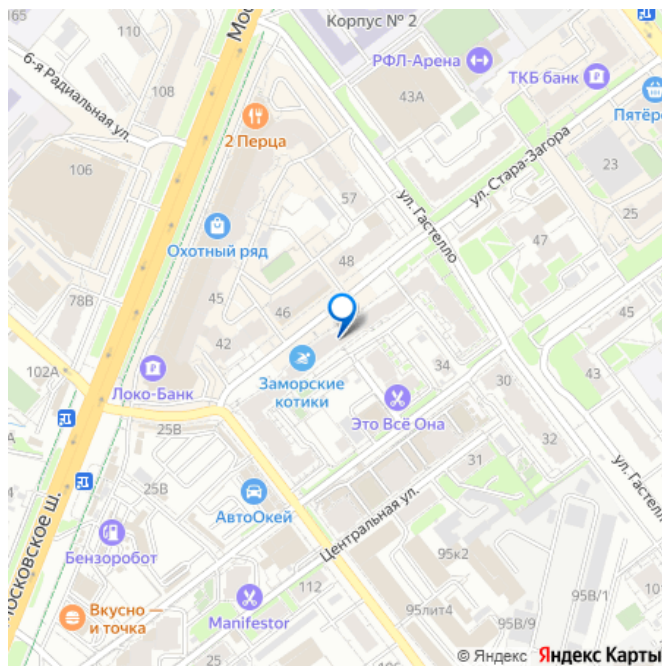 165
110
Мос
Корпус № 2
РФЛ-Арена
ТКБ банк
43А
Пятёр
6-я Радиальная ул.
108
2 Перца
ул. Стара-Загора
106
23
57
25
ул. Гастелло
47
Охотный ряд
48
45
46
45
78В
42
34
102А
Локо-Банк
Заморские
котики
30
43
Это Всё Она
25В
32
31
ул. Гастелло
25В
АвтоОкей
Московское ш.
Центральная ул.
Бензоробот
95к2
112
95В/1
101
Вкусно —
и точка
Manifestor
95лит4
95В/9
© Яндекс Яндекс Карты